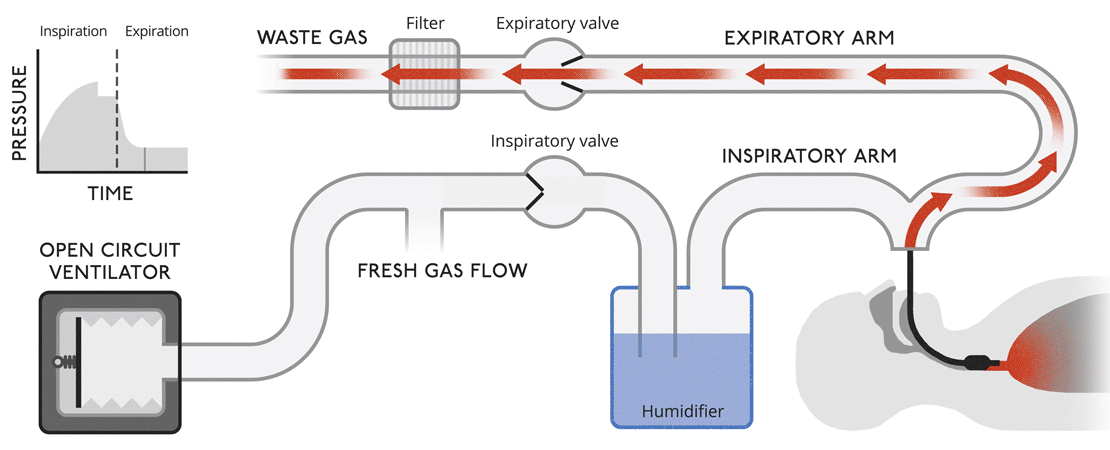 Inspiration
Expiration
PRESSURE
TIME
WASTE GAS
Filter
Expiratory valve
EXPIRATORY ARM
Inspiratory valve
INSPIRATORY ARM
OPEN CIRCUIT
VENTILATOR
FRESH GAS FLOW
Humidifier